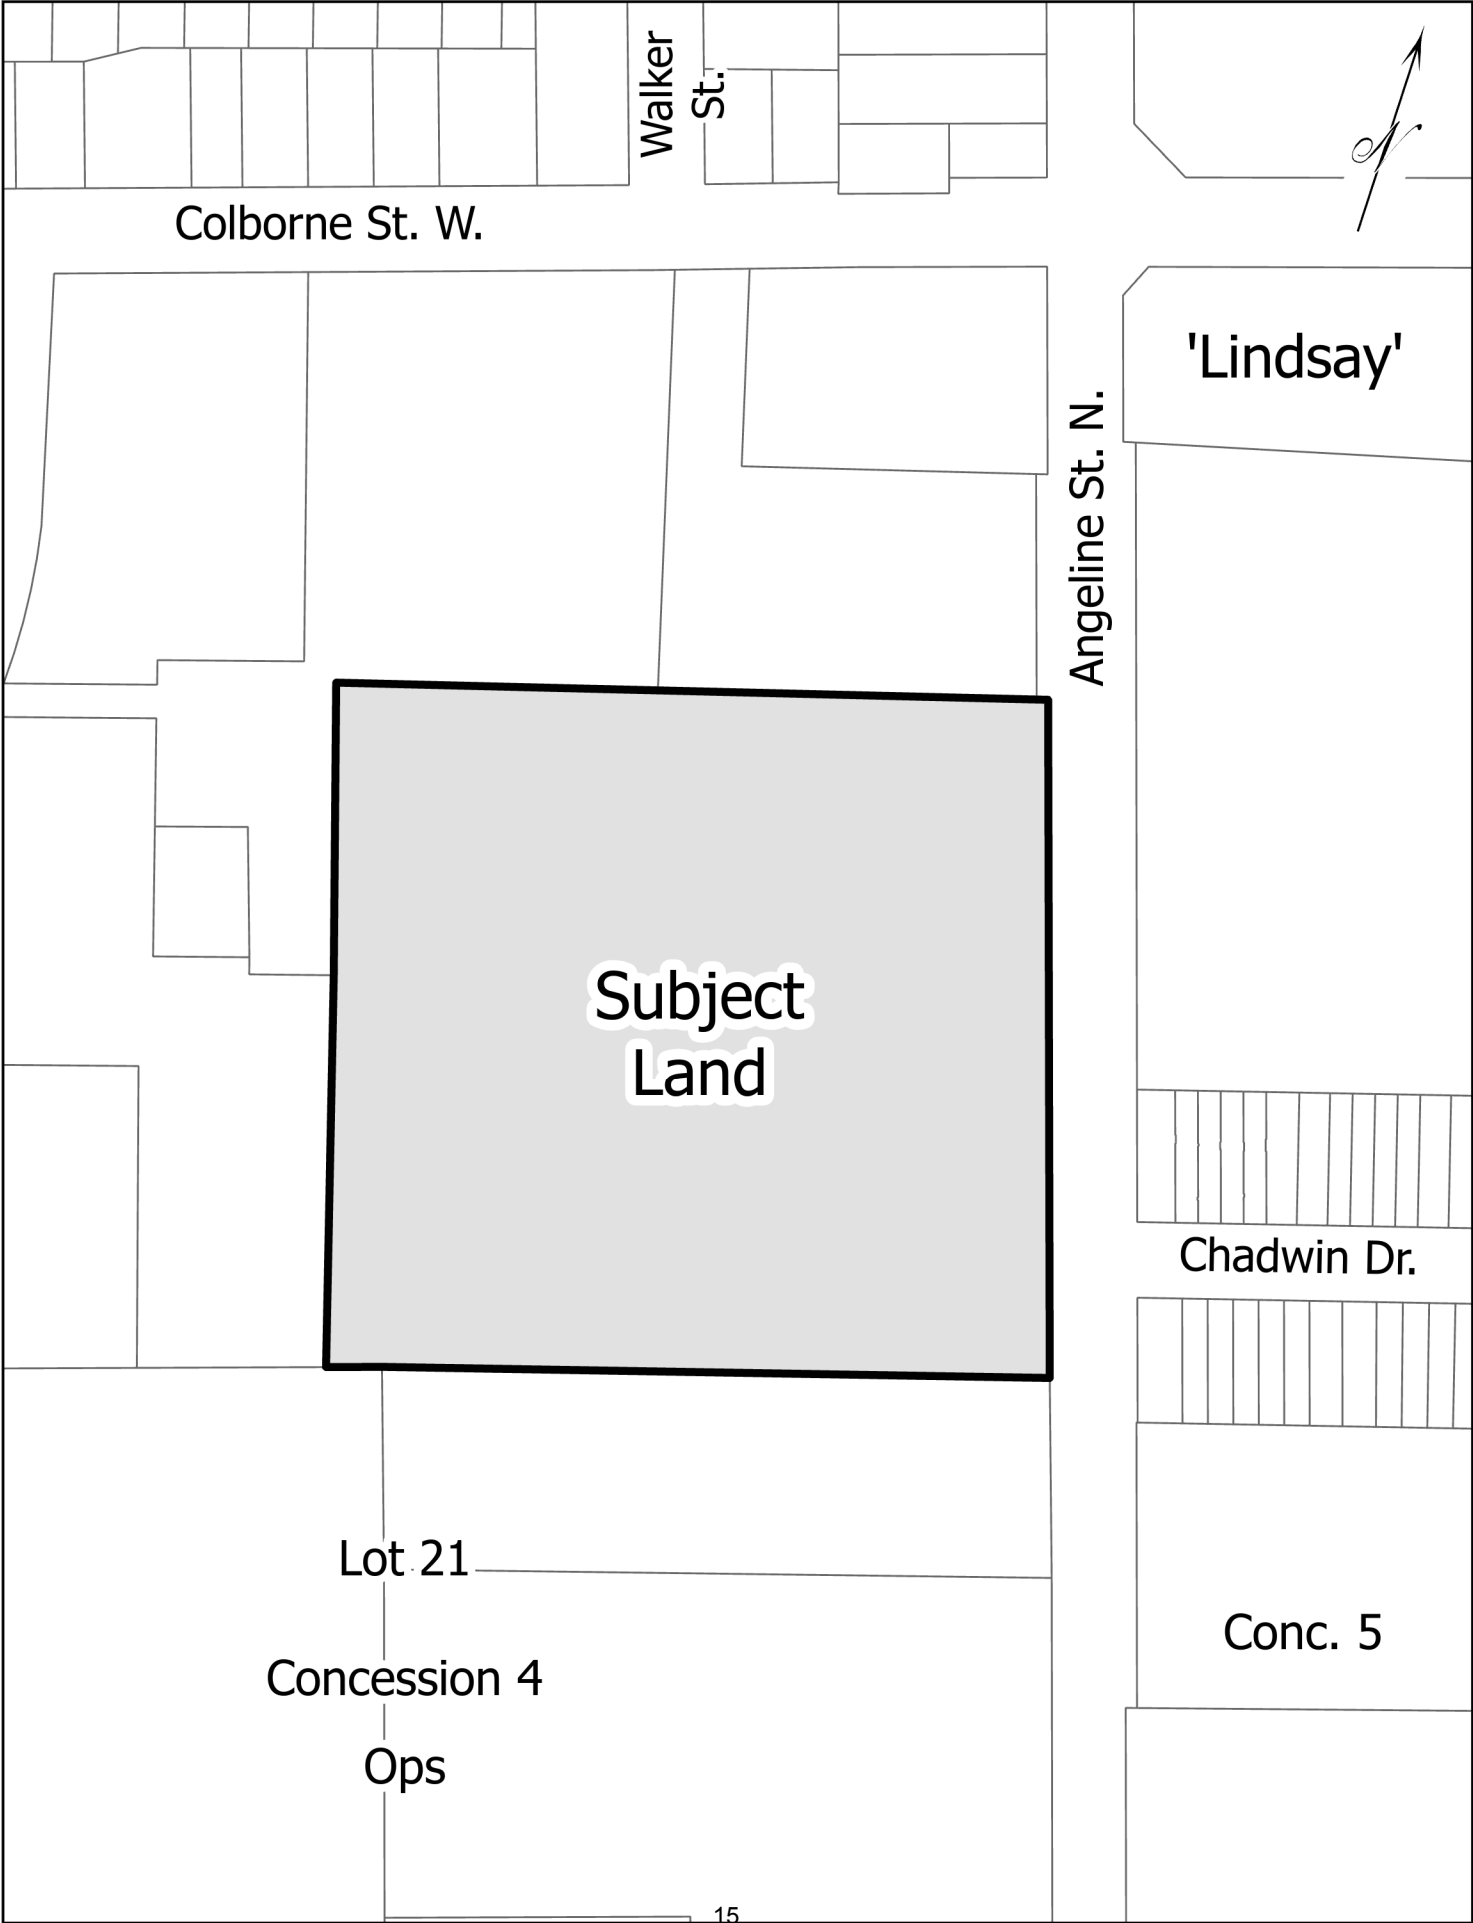 Walker
St.
Colborne St. W.
N
'Lindsay'
Angeline St. N.
Subject
Land
Chadwin Dr.
Lot 21
Conc. 5
Concession 4
Ops
15